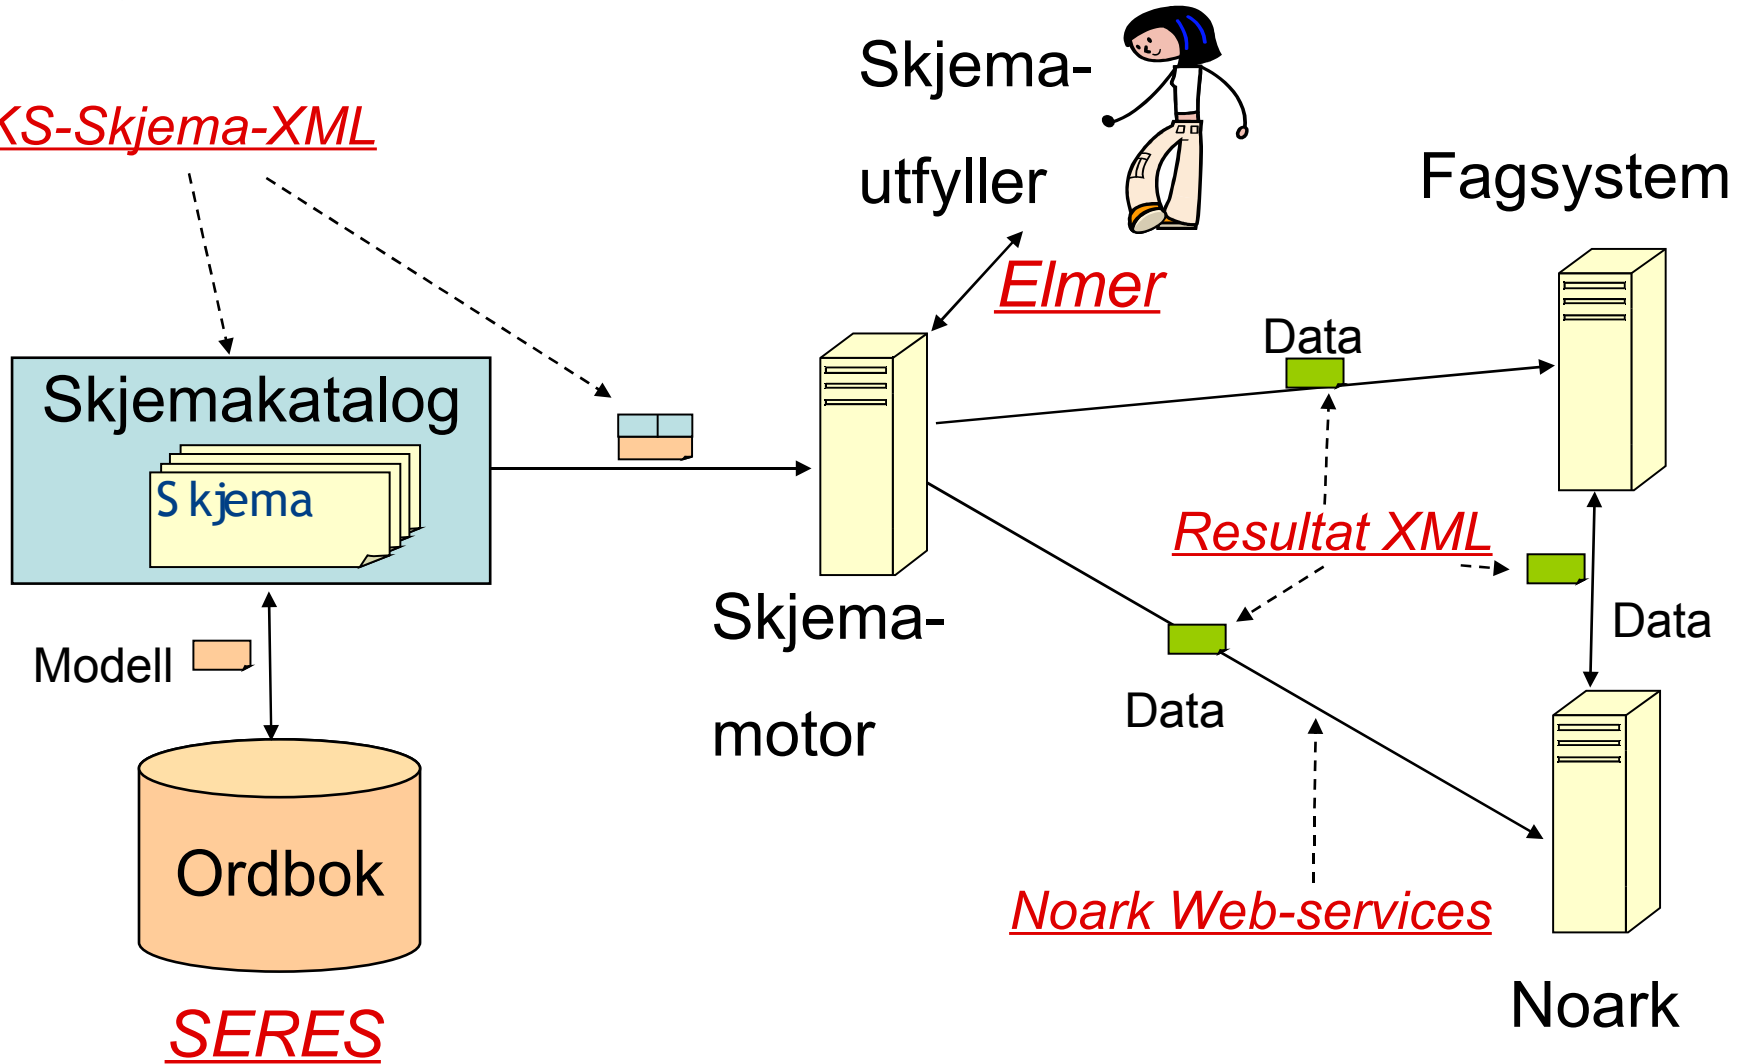 Skjema-
utfyller
KS-Skjema-XML
Fagsystem
Elmer
Data
Skjemakatalog
Skjema
Resultat XML
Skjema-
motor
Data
Modell
Data
Ordbok
Noark Web-services
Noark
SERES